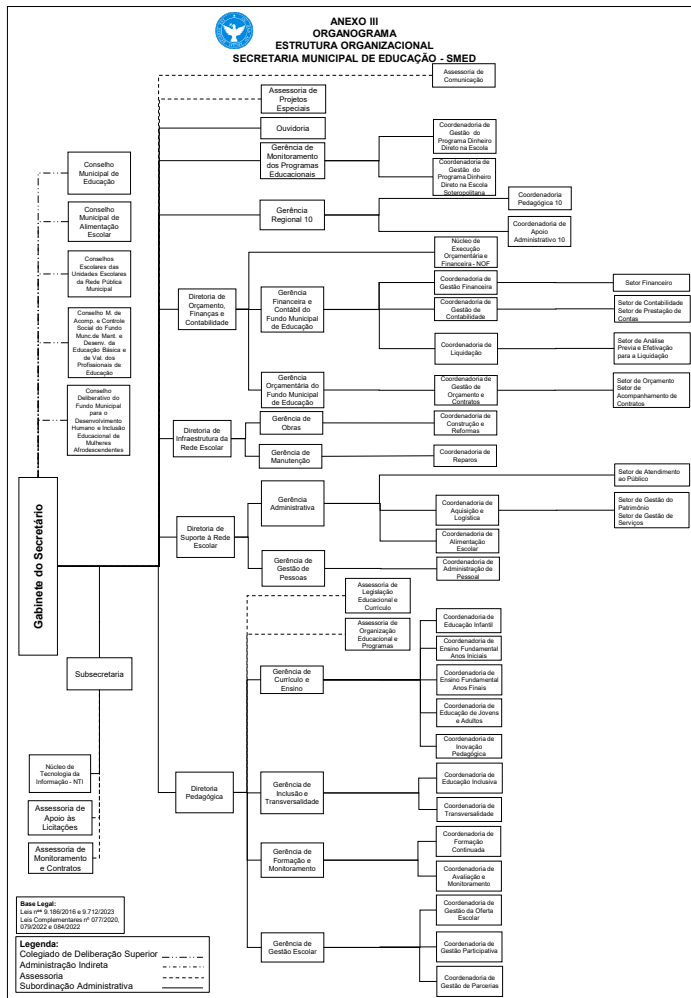 ANEXO III
ORGANOGRAMA
ESTRUTURA ORGANIZACIONAL
SECRETARIA MUNICIPAL DE EDUCAÇÃO - SMED
Assessoria de
Comunicação
Assessoria de
Projetos
Especiais
Ouvidoria
Gerência de
Monitoramento
dos Programas
Educacionais
Coordenadoria de
Gestão do
Programa Dinheiro
Direto na Escola
Coordenadoria de
Gestão do
Programa Dinheiro
Direto na Escola
Soteropolitana
Conselho
Municipal de
Educação
Conselho
Municipal de
Alimentação
Escolar
Conselhos
Escolares das
Unidades Escolares
da Rede Pública
Municipal
Conselho M. de
Acomp. e Controle
Social do Fundo
Munc.de Mant. e
Desenv. da
Educação Básica e
de Val. dos
Profissionais de
Educação
Conselho
Deliberativo do
Fundo Municipal
para o
Desenvolvimento
Humano e Inclusão
Educacional de
Mulheres
Afrodescendentes
Gerência
Regional 10
Coordenadoria
Pedagógica 10
Coordenadoria de
Apoio
Administrativo 10
Diretoria de
Orçamento,
Finanças e
Contabilidade
Núcleo de
Execução
Orçamentária e
Financeira - NOF
Gerência
Financeira e
Contábil do
Fundo Municipal
de Educação
Coordenadoria de
Gestão Financeira
Setor Financeiro
Coordenadoria
de Gestão de
Contabilidade
Setor de Contabilidade
Setor de Prestação de
Contas
Coordenadoria de
Liquidação
Setor de Análise
Previa e Efetivação
para a Liquidação
Gerência
Orçamentária do
Fundo Municipal
de Educação
Coordenadoria de
Gestão de
Orçamento e
Contratos
Setor de Orçamento
Setor de
Acompanhamento de
Contratos
Diretoria de
Infraestrutura da
Rede Escolar
Gerência de
Obras
Coordenadoria de
Construção e
Reformas
Gerência de
Manutenção
Coordenadoria de
Reparos
Diretoria de
Suporte à Rede
Escolar
Gerência
Administrativa
Setor de Atendimento
ao Público
Coordenadoria de
Aquisição e
Logística
Setor de Gestão do
Patrimônio
Setor de Gestão de
Serviços
Coordenadoria de
Alimentação
Escolar
Gerência de
Gestão de
Pessoas
Coordenadoria de
Administração de
Pessoal
Gabinete do Secretário
Subsecretaria
Núcleo de
Tecnologia da
Informação - NTI
Assessoria de
Apoio às
Licitações
Assessoria de
Monitoramento
e Contratos
Diretoria
Pedagógica
Assessoria de
Legislação
Educacional e
Currículo
Assessoria de
Organização
Educacional e
Programas
Gerência de
Currículo e
Ensino
Coordenadoria de
Educação Infantil
Coordenadoria de
Ensino Fundamental
Anos Iniciais
Coordenadoria de
Ensino Fundamental
Anos Finais
Coordenadoria de
Educação de Jovens
e Adultos
Coordenadoria de
Inovação
Pedagógica
Gerência de
Inclusão e
Transversalidade
Coordenadoria de
Educação Inclusiva
Coordenadoria de
Transversalidade
Gerência de
Formação e
Monitoramento
Coordenadoria de
Formação
Continuada
Coordenadoria de
Avaliação e
Monitoramento
Gerência de
Gestão Escolar
Coordenadoria de
Gestão da Oferta
Escolar
Coordenadoria de
Gestão Participativa
Coordenadoria de
Gestão de Parcerias
Base Legal:
Leis nºs 9.186/2016 e 9.712/2023
Leis Complementares nº 077/2020,
079/2022 e 084/2022
Legenda:
Colegiado de Deliberação Superior
Administração Indireta
Assessoria
Subordinação Administrativa